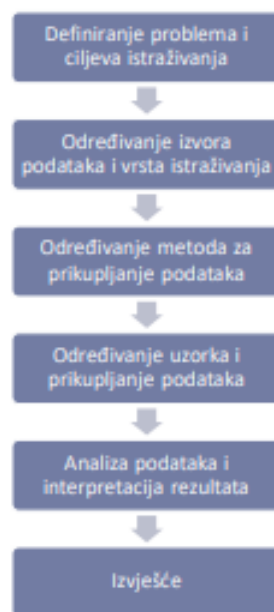 Definiranje problema i
ciljeva istraživanja
Određivanje izvora
podataka i vrsta istraživanja
Određivanje metoda za
prikupljanje podataka
Određivanje uzorka i
prikupljanje podataka
Analiza podataka i
interpretacija rezultata
Izvješće